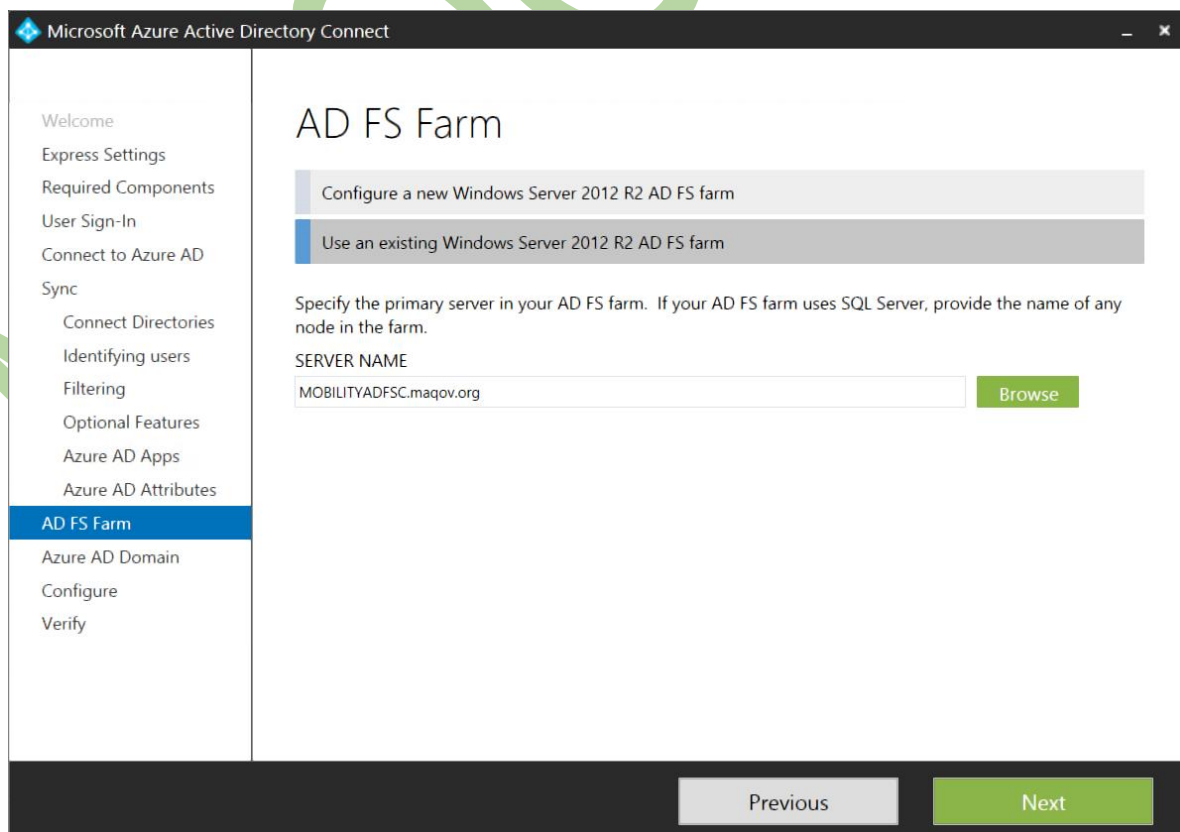 Microsoft Azure Active Directory Connect
Welcome
Express Settings
Required Components
User Sign-In
Connect to Azure AD
Sync
Connect Directories
Identifying users
Filtering
Optional Features
Azure AD Apps
Azure AD Attributes
AD FS Farm
Azure AD Domain
Configure
Verify
AD FS Farm
Configure a new Windows Server 2012 R2 AD FS farm
Use an existing Windows Server 2012 R2 AD FS farm
Specify the primary server in your AD FS farm. If your AD FS farm uses SQL Server, provide the name of any
node in the farm.
SERVER NAME
MOBILITYADFSC.maqov.org
Browse
Previous
Next